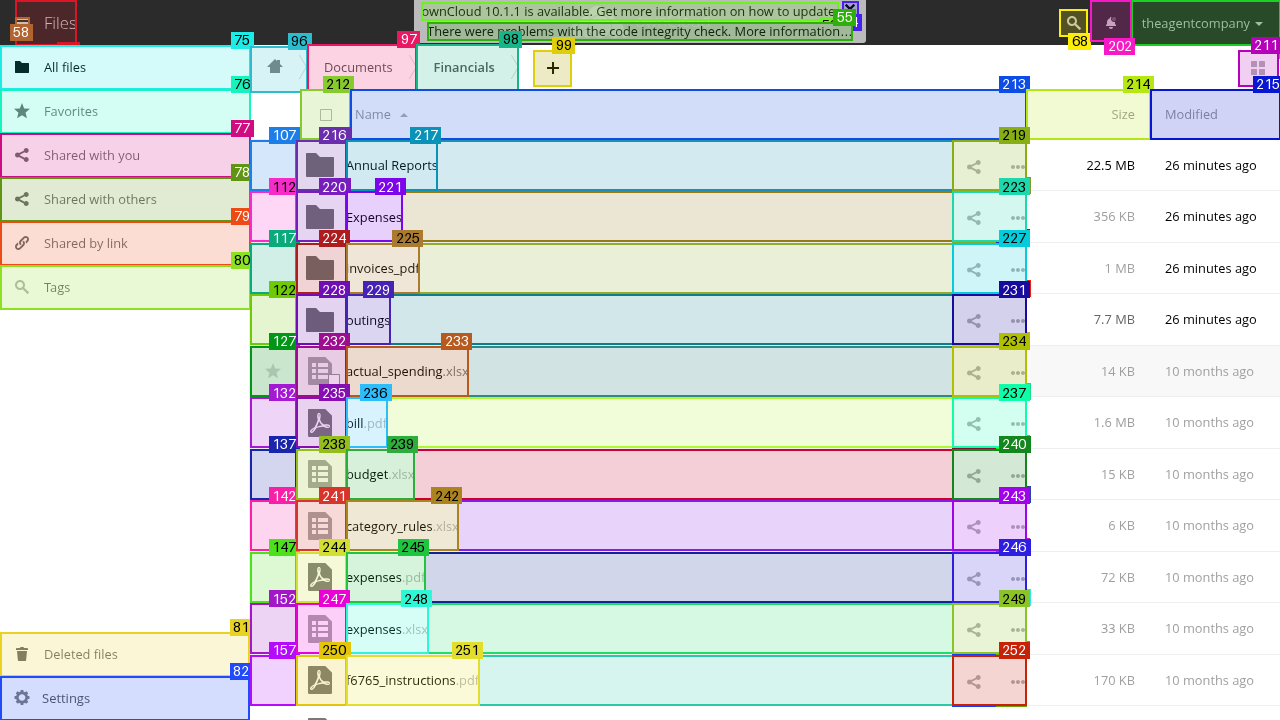 Files
ownCloud 10.1.1 is available. Get more information on how to update
There were problems with the code integrity check. More information…
theagentcompany
58
55
68
202
75
96
97
98
99
211
All files
Documents
Financials
+
76
212
213
214
215
Favorites
Name
Size
Modified
77
107
216
217
219
Shared with you
Annual Reports
22.5 MB
26 minutes ago
78
112
220
221
223
Shared with others
Expenses
356 KB
26 minutes ago
79
117
224
225
227
Shared by link
invoices_pdf
1 MB
26 minutes ago
80
122
228
229
231
Tags
outings
7.7 MB
26 minutes ago
127
232
233
234
actual_spending.xlsx
14 KB
10 months ago
132
235
236
237
bill.pdf
1.6 MB
10 months ago
137
238
239
240
budget.xlsx
15 KB
10 months ago
142
241
242
243
category_rules.xlsx
6 KB
10 months ago
147
244
245
246
expenses.pdf
72 KB
10 months ago
152
247
248
249
expenses.xlsx
33 KB
10 months ago
81
157
250
251
252
Deleted files
f6765_instructions.pdf
170 KB
10 months ago
82
Settings